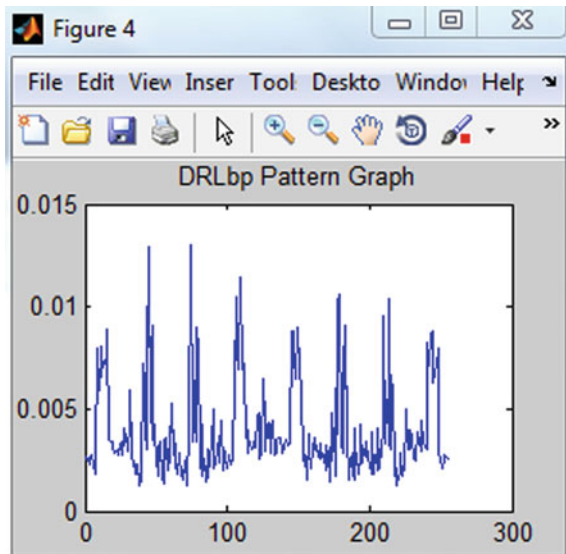 Figure 4
File Edit View Inser Tool Deskto Windov Help
DRLbp Pattern Graph
0.015
0.01
0.005
0
0 100 200 300